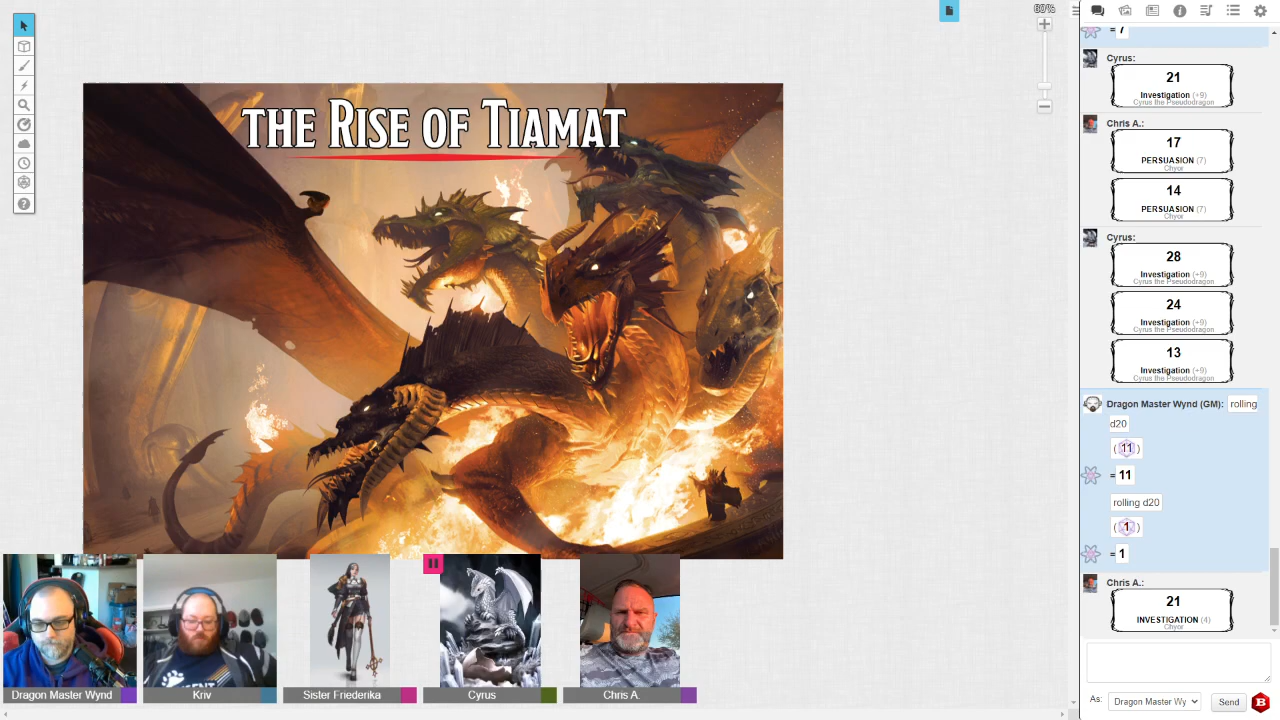 80%
THE RISE OF TIAMAT
= 7
Cyrus:
21
Investigation (+9)
Cyrus the Pseudodragon
Chris A.:
17
PERSUASION (7)
Chyor
14
PERSUASION (7)
Chyor
Cyrus:
28
Investigation (+9)
Cyrus the Pseudodragon
24
Investigation (+9)
Cyrus the Pseudodragon
13
Investigation (+9)
Cyrus the Pseudodragon
Dragon Master Wynd (GM): rolling
d20
(11)
= 11
rolling d20
(1)
= 1
Chris A.:
21
INVESTIGATION (4)
Chyor
As: Dragon Master Wy Send
Dragon Master Wynd
Kriv
Sister Friederika
Cyrus
Chris A.